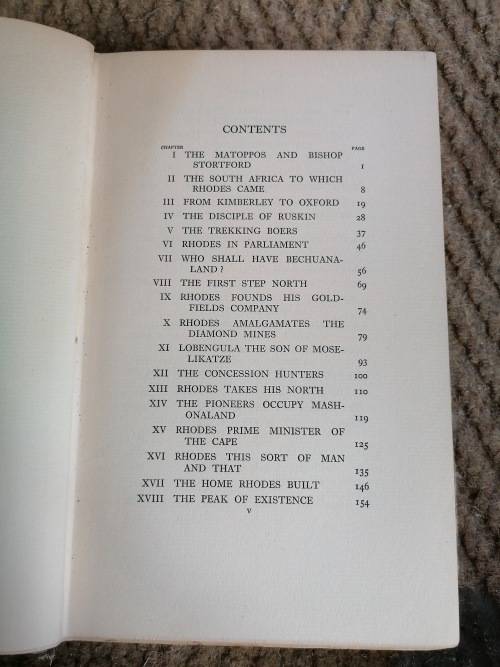 CONTENTS
CHAPTER PAGE
I THE MATOPPOS AND BISHOP
STORTFORD 1
II THE SOUTH AFRICA TO WHICH
RHODES CAME 8
III FROM KIMBERLEY TO OXFORD 19
IV THE DISCIPLE OF RUSKIN 28
V THE TREKKING BOERS 37
VI RHODES IN PARLIAMENT 46
VII WHO SHALL HAVE BECHUANA-
LAND? 56
VIII THE FIRST STEP NORTH 69
IX RHODES FOUNDS HIS GOLD-
FIELDS COMPANY 74
X RHODES AMALGAMATES THE
DIAMOND MINES 79
XI LOBENGULA THE SON OF MOSE-
LIKATZE 93
XII THE CONCESSION HUNTERS 100
XIII RHODES TAKES HIS NORTH 110
XIV THE PIONEERS OCCUPY MASH-
ONALAND 119
XV RHODES PRIME MINISTER OF
THE CAPE 125
XVI RHODES THIS SORT OF MAN
AND THAT 135
XVII THE HOME RHODES BUILT 146
XVIII THE PEAK OF EXISTENCE 154
v